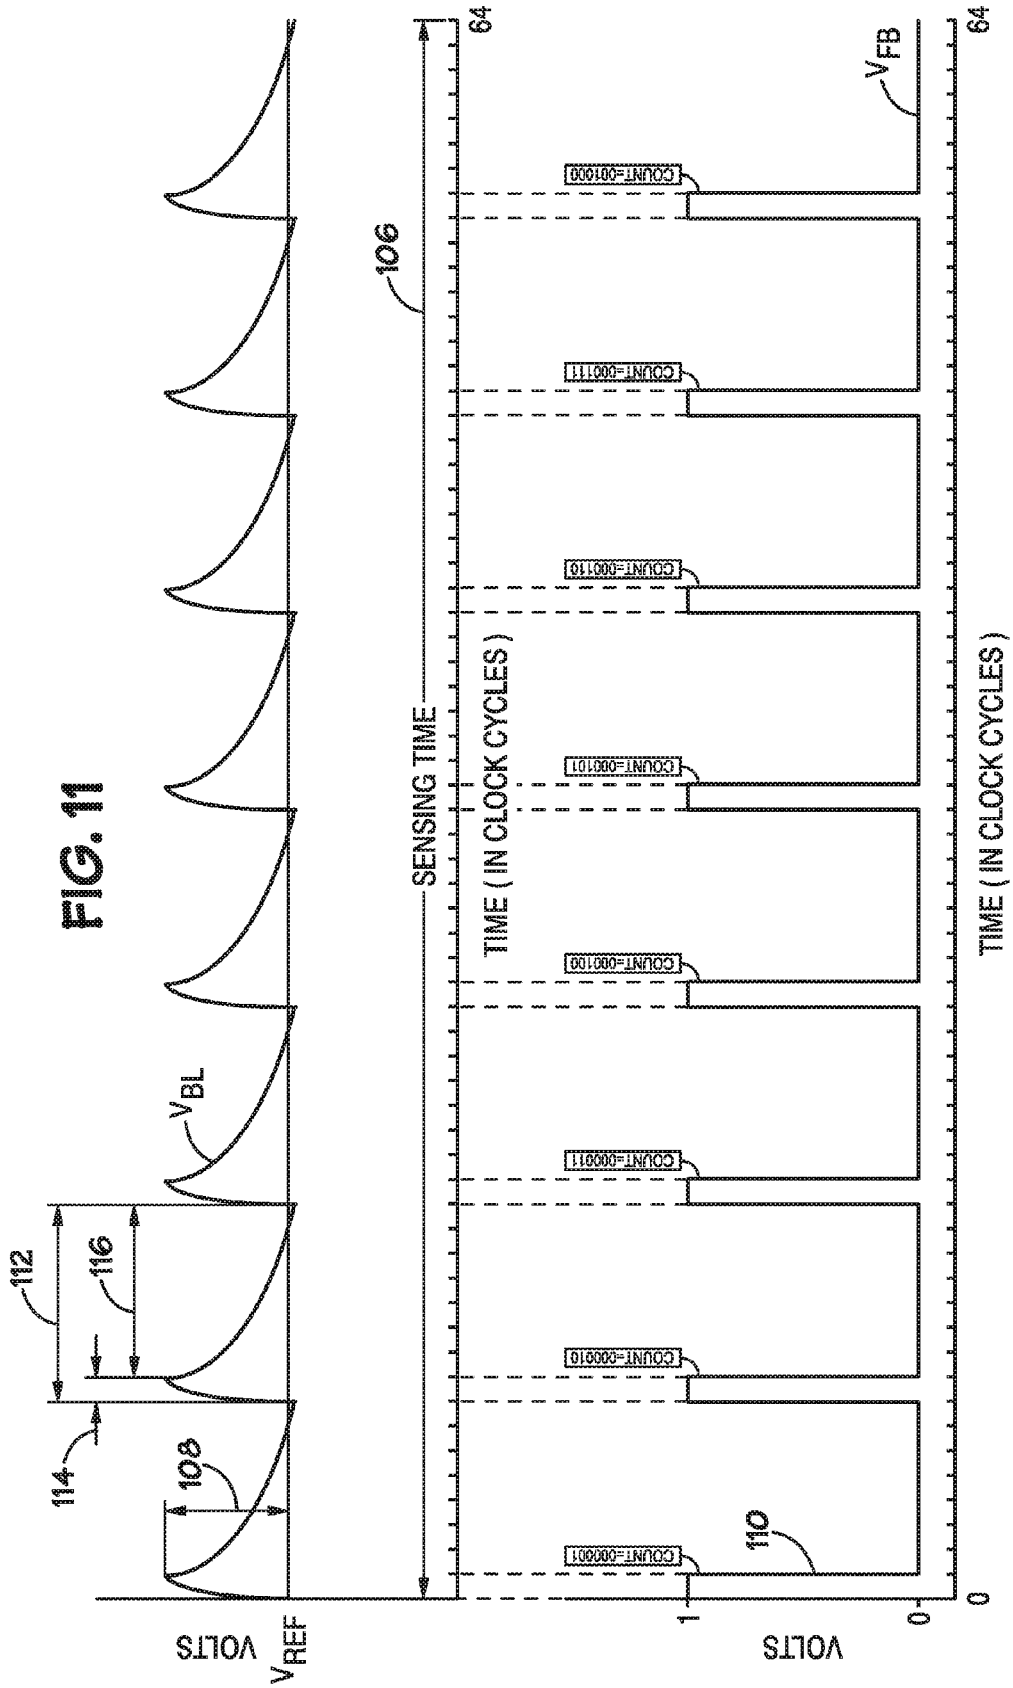 FIG. 11
112
114
116
108
V_BL
VOLTS
V_REF
106
SENSING TIME
64
TIME ( IN CLOCK CYCLES )
COUNT=000001
COUNT=000010
COUNT=000011
COUNT=000100
COUNT=000101
COUNT=000110
COUNT=000111
COUNT=001000
VOLTS
1
0
110
V_FB
0
64
TIME ( IN CLOCK CYCLES )